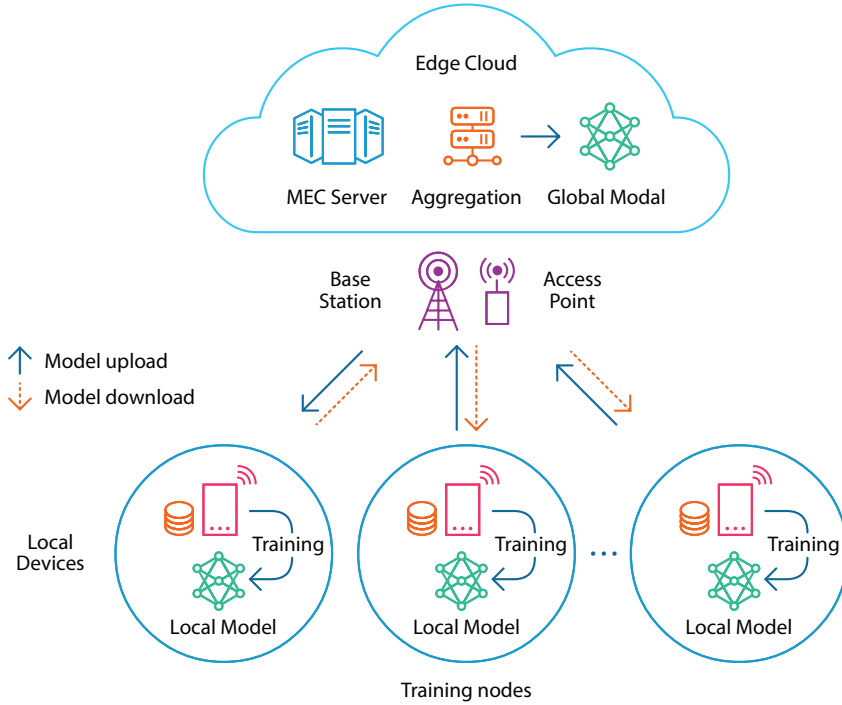 Edge Cloud
MEC Server
Aggregation
Global Modal
Base
Station
Access
Point
Model upload
Model download
Local
Devices
Training
Local Model
Training
Local Model
...
Training
Local Model
Training nodes